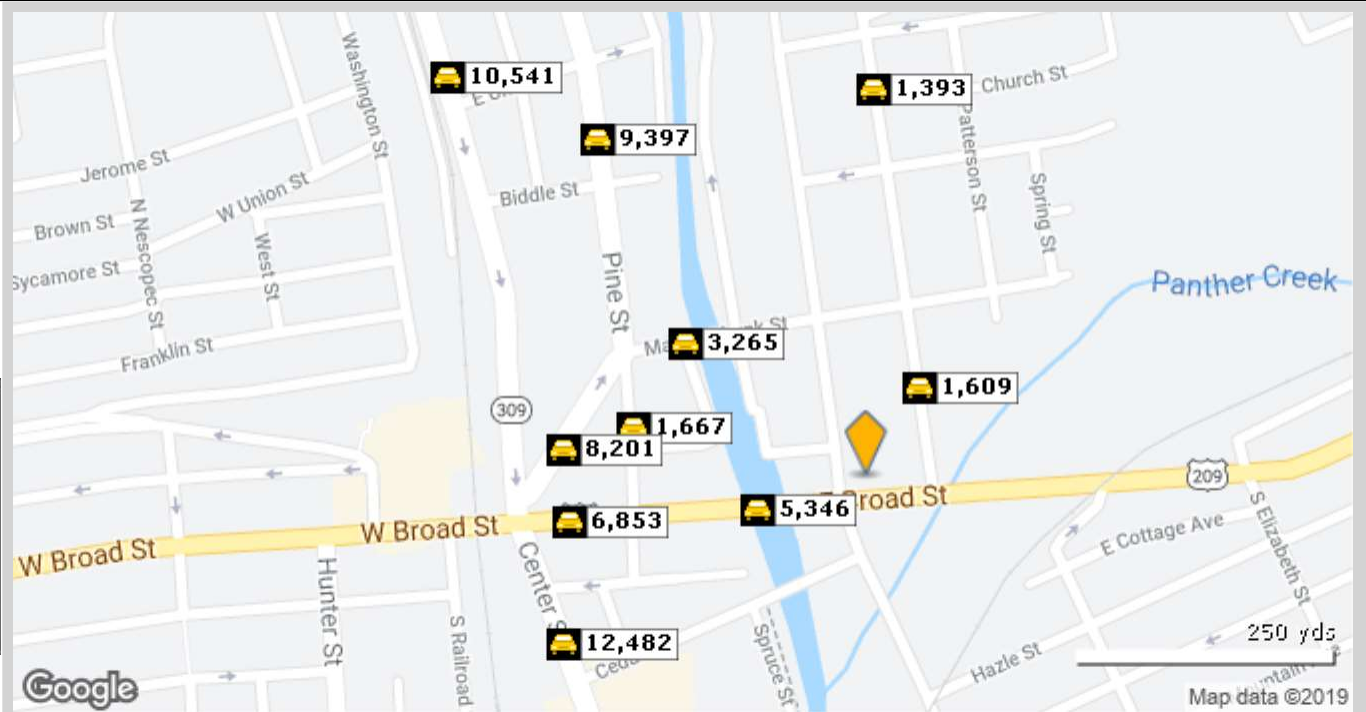 Washington St
10,541
1,393
Church St
9,397
Patterson St
Jerome St
Biddle St
W Union St
Spring St
N Nescopec St
Brown St
West St
Sycamore St
Pine St
Panther Creek
3,265
Franklin St
1,609
309
1,667
8,201
209
E Broad St
5,346
6,853
W Broad St
W Broad St
S Elizabeth St
E Cottage Ave
Center
Hunter St
12,482
S Railroad
Spruce St
Hazle St
250 yds
Google
Map data ©2019